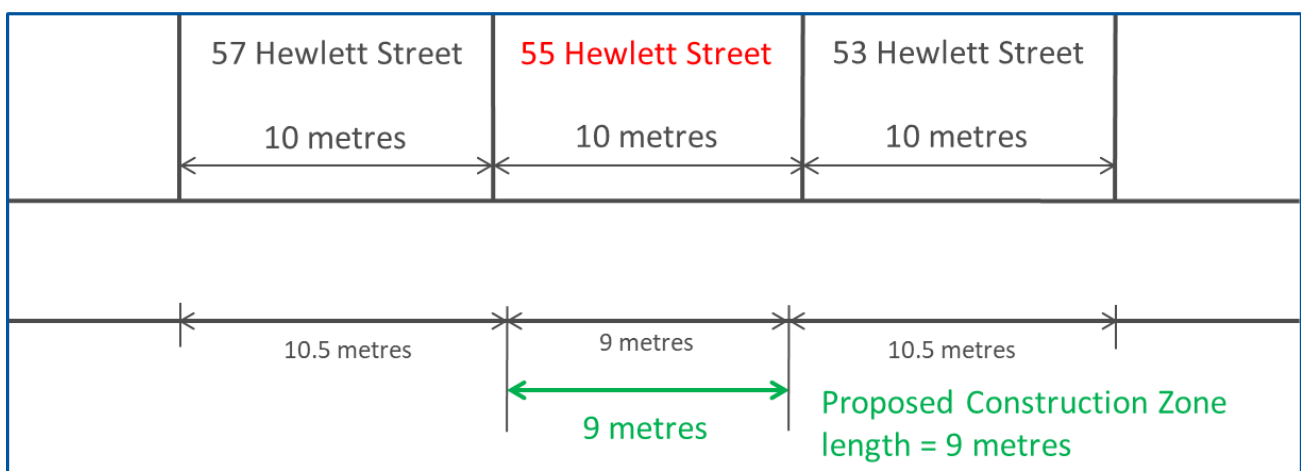 57 Hewlett Street
55 Hewlett Street
53 Hewlett Street
10 metres
10 metres
10 metres
10.5 metres
9 metres
10.5 metres
9 metres
Proposed Construction Zone
length = 9 metres